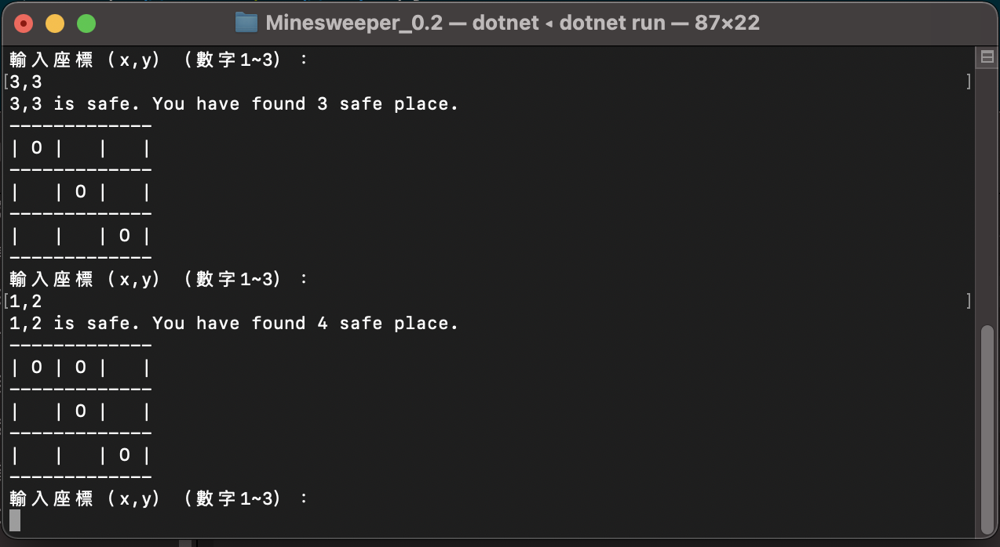 Minesweeper_0.2 — dotnet ◂ dotnet run — 87×22
輸入座標（x,y）（數字1~3）：
[3,3 ]
3,3 is safe. You have found 3 safe place.
-------------
| O |   |   |
-------------
|   | O |   |
-------------
|   |   | O |
-------------
輸入座標（x,y）（數字1~3）：
[1,2 ]
1,2 is safe. You have found 4 safe place.
-------------
| O | O |   |
-------------
|   | O |   |
-------------
|   |   | O |
-------------
輸入座標（x,y）（數字1~3）：